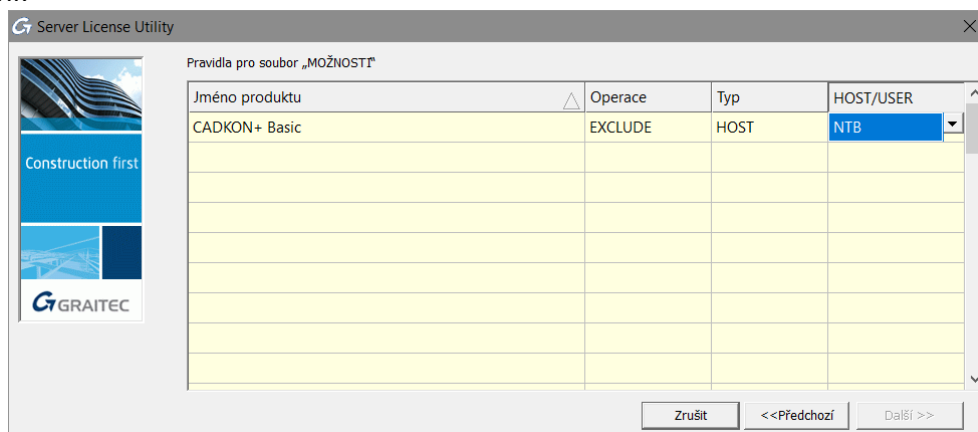 Server License Utility
Pravidla pro soubor „MOŽNOSTI“
Jméno produktu Operace Typ HOST/USER
CADKON+ Basic EXCLUDE HOST NTB
Construction first
GRAITEC
Zrušit <<Předchozí Další >>